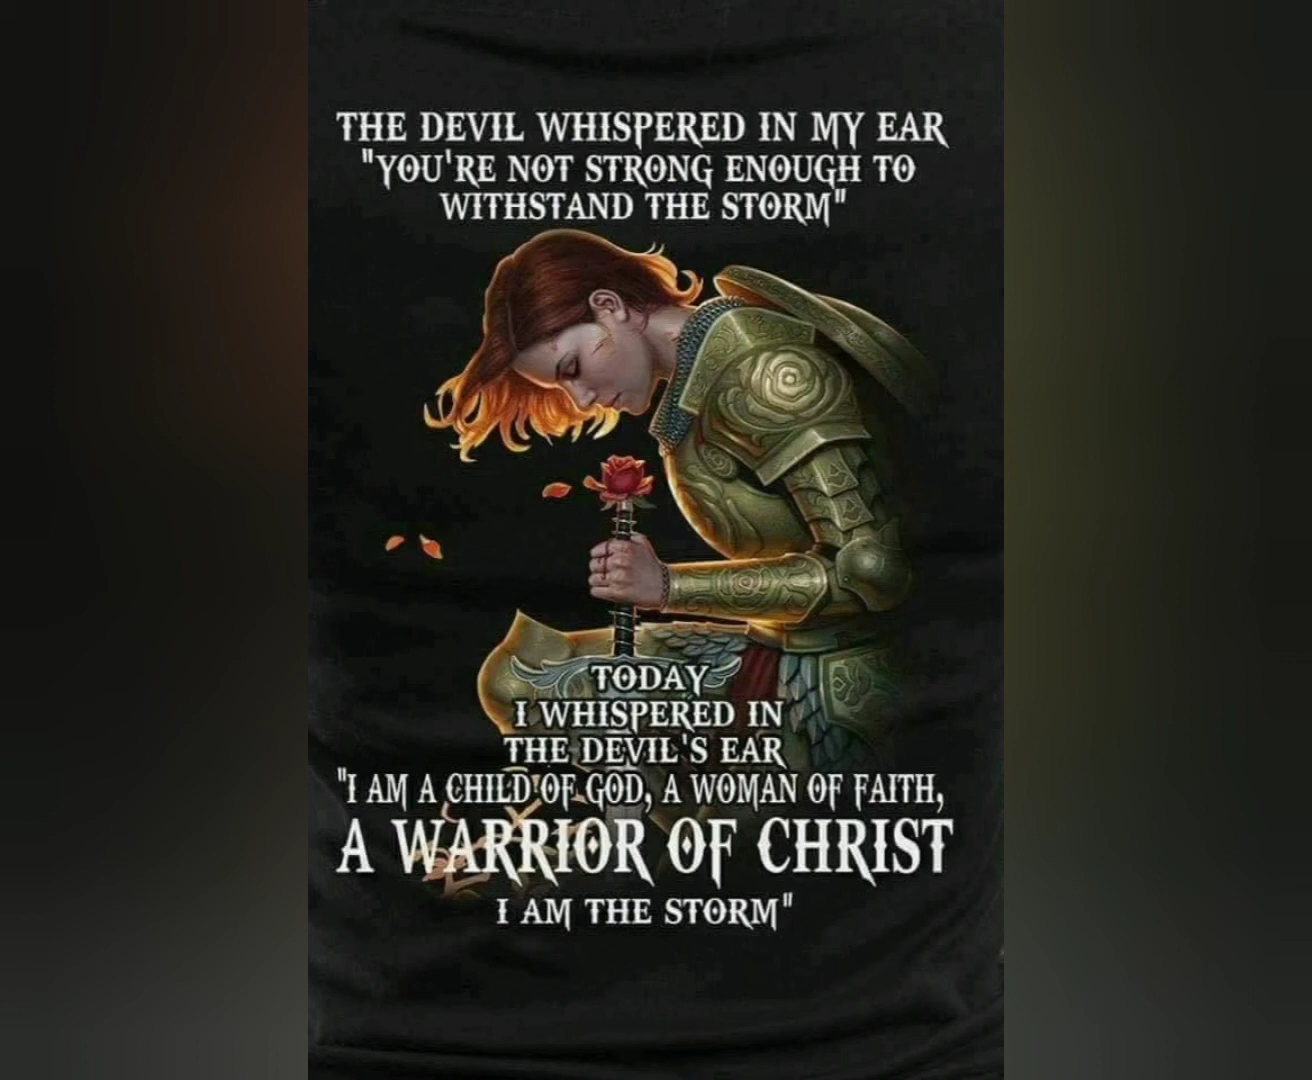 THE DEVIL WHISPERED IN MY EAR
"YOU'RE NOT STRONG ENOUGH TO
WITHSTAND THE STORM"
TODAY
I WHISPERED IN
THE DEVIL'S EAR
"I AM A CHILD OF GOD, A WOMAN OF FAITH,
A WARRIOR OF CHRIST
I AM THE STORM"